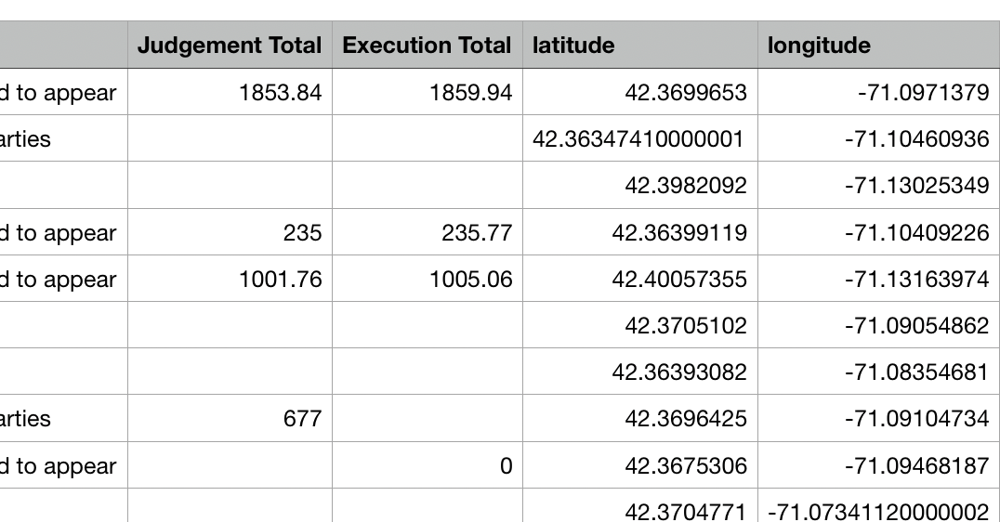 Judgement Total Execution Total latitude longitude
d to appear 1853.84 1859.94 42.3699653 -71.0971379
arties 42.36347410000001 -71.10460936
42.3982092 -71.13025349
d to appear 235 235.77 42.36399119 -71.10409226
d to appear 1001.76 1005.06 42.40057355 -71.13163974
42.3705102 -71.09054862
42.36393082 -71.08354681
arties 677 42.3696425 -71.09104734
d to appear 0 42.3675306 -71.09468187
42.3704771 -71.07341120000002